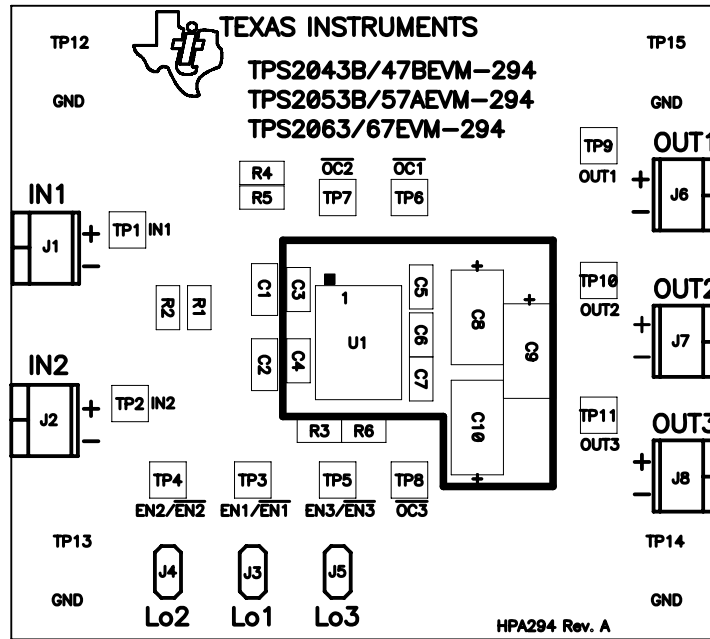 TEXAS INSTRUMENTS
TP12
TP15
TPS2043B/47BEVM-294
TPS2053B/57AEVM-294
TPS2063/67EVM-294
GND
GND
TP9
OUT1
OUT1
R4
R5
OC2
TP7
OC1
TP6
IN1
J1
+
-
TP1
IN1
+
-
J6
R2
R1
C1
C3
1
U1
C5
C6
C7
+
C8
+
C9
TP10
OUT2
OUT2
+
-
J7
C2
C4
IN2
J2
+
-
TP2
IN2
R3
R6
C10
+
TP11
OUT3
OUT3
+
-
J8
TP4
TP3
TP5
TP8
EN2/EN2
EN1/EN1
EN3/EN3
OC3
TP13
TP14
J4
J3
J5
GND
Lo2
Lo1
Lo3
GND
HPA294 Rev. A